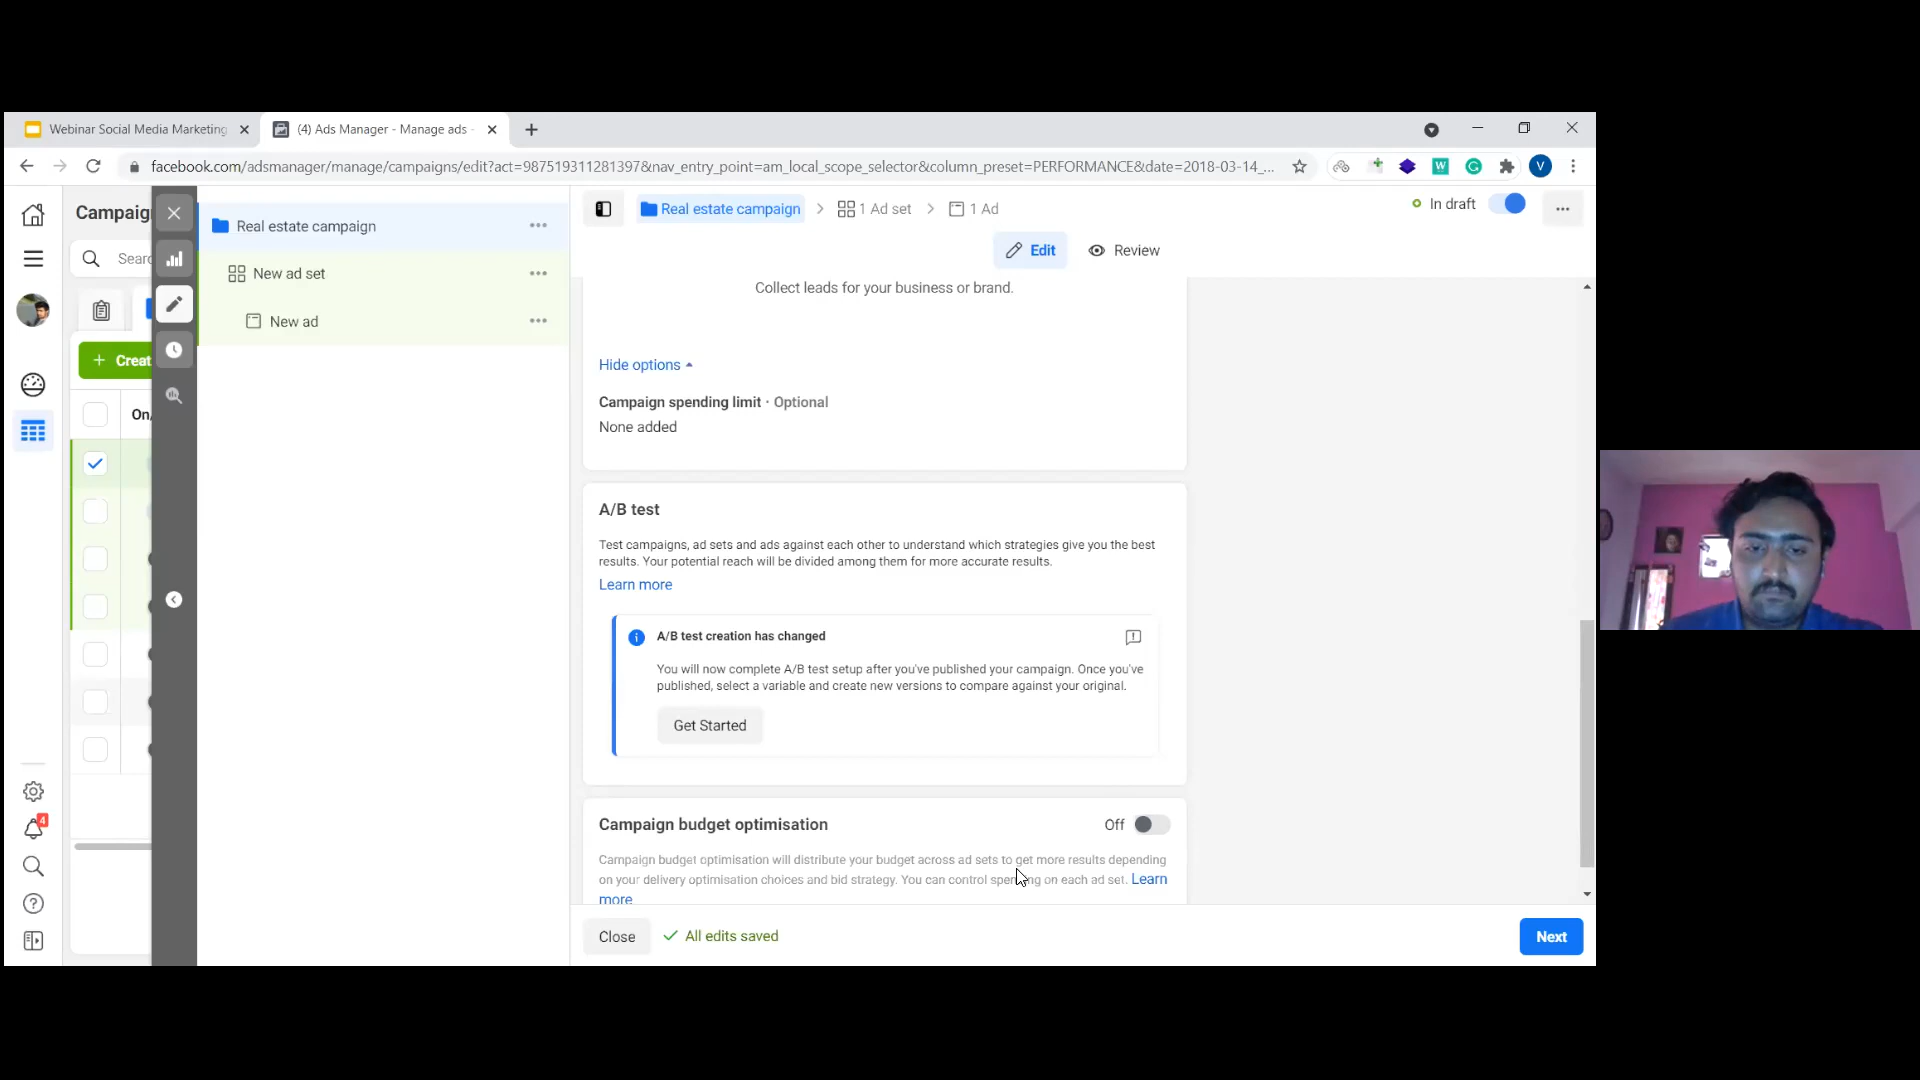 Webinar Social Media Marketing
(4) Ads Manager - Manage ads -
facebook.com/adsmanager/manage/campaigns/edit?act=987519311281397&nav_entry_point=am_local_scope_selector&column_preset=PERFORMANCE&date=2018-03-14_...
W
V
Campaig
Real estate campaign
Real estate campaign
1 Ad set
1 Ad
In draft
Edit
Review
Searc
New ad set
New ad
Creat
On/
Collect leads for your business or brand.
Hide options
Campaign spending limit · Optional
None added
A/B test
Test campaigns, ad sets and ads against each other to understand which strategies give you the best
results. Your potential reach will be divided among them for more accurate results.
Learn more
A/B test creation has changed
You will now complete A/B test setup after you've published your campaign. Once you've
published, select a variable and create new versions to compare against your original.
Get Started
Campaign budget optimisation
Off
Campaign budget optimisation will distribute your budget across ad sets to get more results depending
on your delivery optimisation choices and bid strategy. You can control spending on each ad set. Learn
more
4
Close
All edits saved
Next